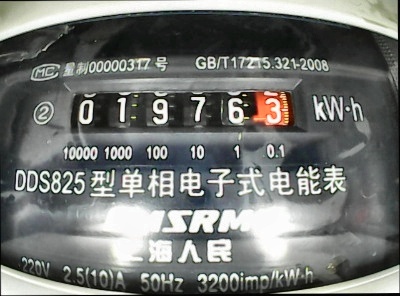 MC 量制00000317号 GB/T17215.321-2008
② 0 1 9 7 6 3 kW·h
10000 1000 100 10 1 0.1
DDS825型单相电子式电能表
海人民
220V 2.5(10)A 50Hz 3200imp/kW·h